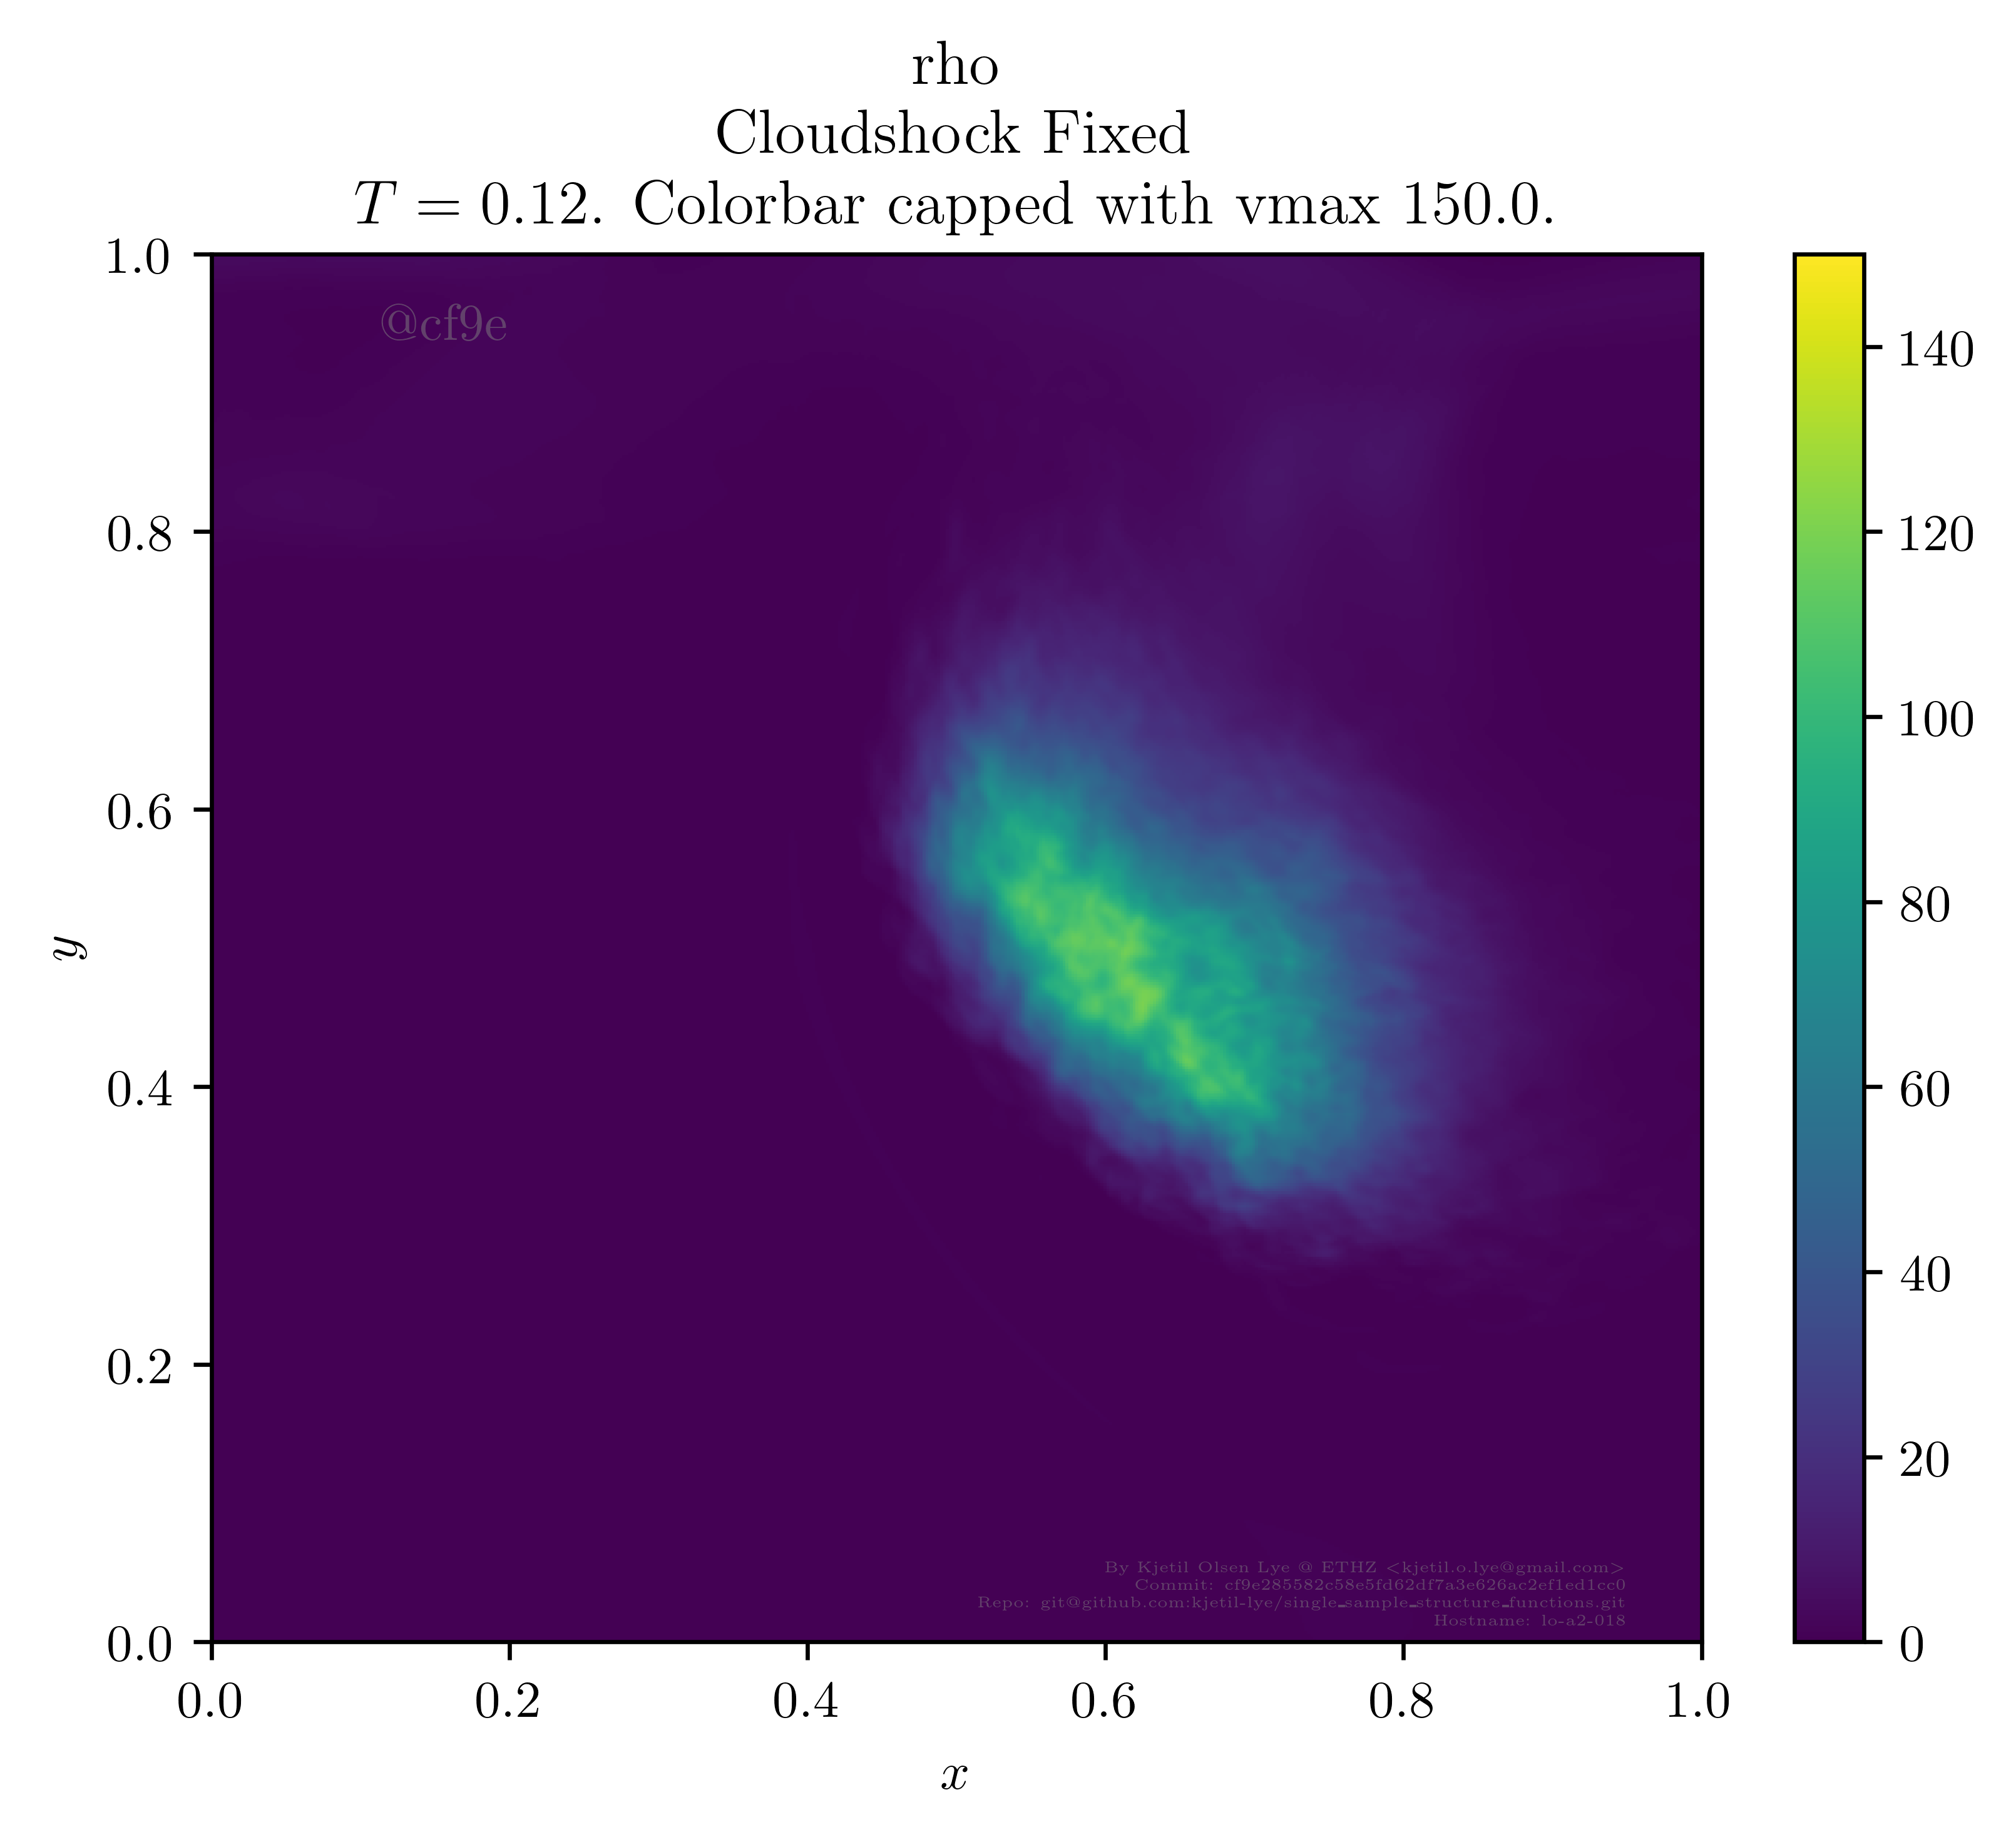 rho
Cloudshock Fixed
T = 0.12. Colorbar capped with vmax 150.0.
1.0
0.8
0.6
0.4
0.2
0.0
y
@cf9e
By Kjetil Olsen Lye @ ETHZ <kjetil.o.lye@gmail.com>
Commit: cf9e285582c58e5fd62df7a3e626ac2ef1ed1cc0
Repo: git@github.com:kjetil-lye/single_sample_structure_functions.git
Hostname: lo-a2-018
0.0 0.2 0.4 0.6 0.8 1.0
x
140
120
100
80
60
40
20
0